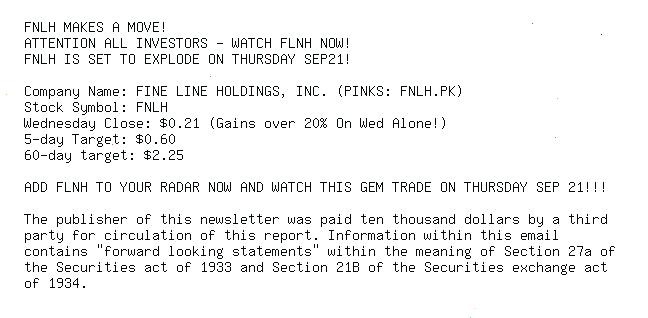 FNLH MAKES A MOVE!
ATTENTION ALL INVESTORS - WATCH FLNH NOW!
FNLH IS SET TO EXPLODE ON THURSDAY SEP21!
Company Name: FINE LINE HOLDINGS, INC. (PINKS: FNLH.PK)
Stock Symbol: FNLH
Wednesday Close: $0.21 (Gains over 20% On Wed Alone!)
5-day Target: $0.60
60-day target: $2.25
ADD FLNH TO YOUR RADAR NOW AND WATCH THIS GEM TRADE ON THURSDAY SEP 21!!!
The publisher of this newsletter was paid ten thousand dollars by a third
party for circulation of this report. Information within this email
contains "forward looking statements" within the meaning of Section 27a of
the Securities act of 1933 and Section 21B of the Securities exchange act
of 1934.